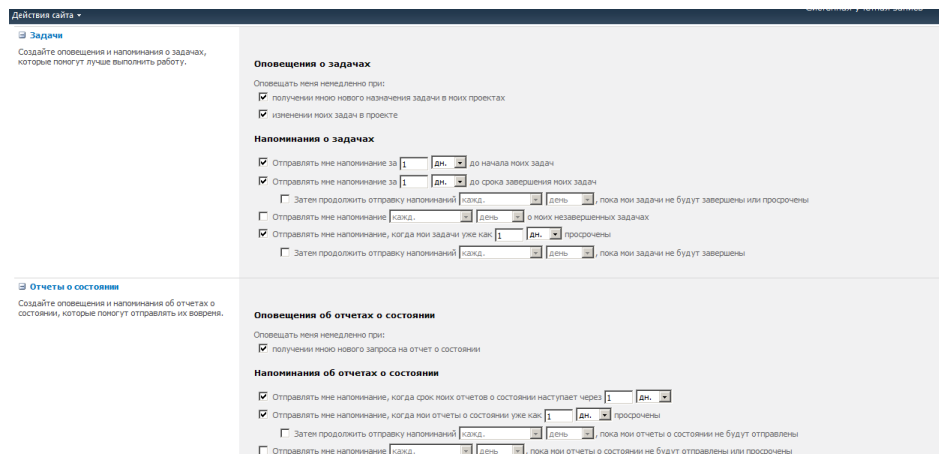 Действия сайта
Задачи
Создайте оповещения и напоминания о задачах,
которые помогут лучше выполнить работу.
Оповещения о задачах
Оповещать меня немедленно при:
получении мною нового назначения задачи в моих проектах
изменении моих задач в проекте
Напоминания о задачах
Отправлять мне напоминание за 1 дн. до начала моих задач
Отправлять мне напоминание за 1 дн. до срока завершения моих задач
Затем продолжить отправку напоминаний кажд. день , пока мои задачи не будут завершены или просрочены
Отправлять мне напоминание кажд. день о моих незавершенных задачах
Отправлять мне напоминание, когда мои задачи уже как 1 дн. просрочены
Затем продолжить отправку напоминаний кажд. день , пока мои задачи не будут завершены
Отчеты о состоянии
Создайте оповещения и напоминания об отчетах о
состоянии, которые помогут отправлять их вовремя.
Оповещения об отчетах о состоянии
Оповещать меня немедленно при:
получении мною нового запроса на отчет о состоянии
Напоминания об отчетах о состоянии
Отправлять мне напоминание, когда срок моих отчетов о состоянии наступает через 1 дн.
Отправлять мне напоминание, когда мои отчеты о состоянии уже как 1 дн. просрочены
Затем продолжить отправку напоминаний кажд. день , пока мои отчеты о состоянии не будут отправлены
Отправлять мне напоминание кажд. день , пока мои отчеты о состоянии не будут отправлены или просрочены